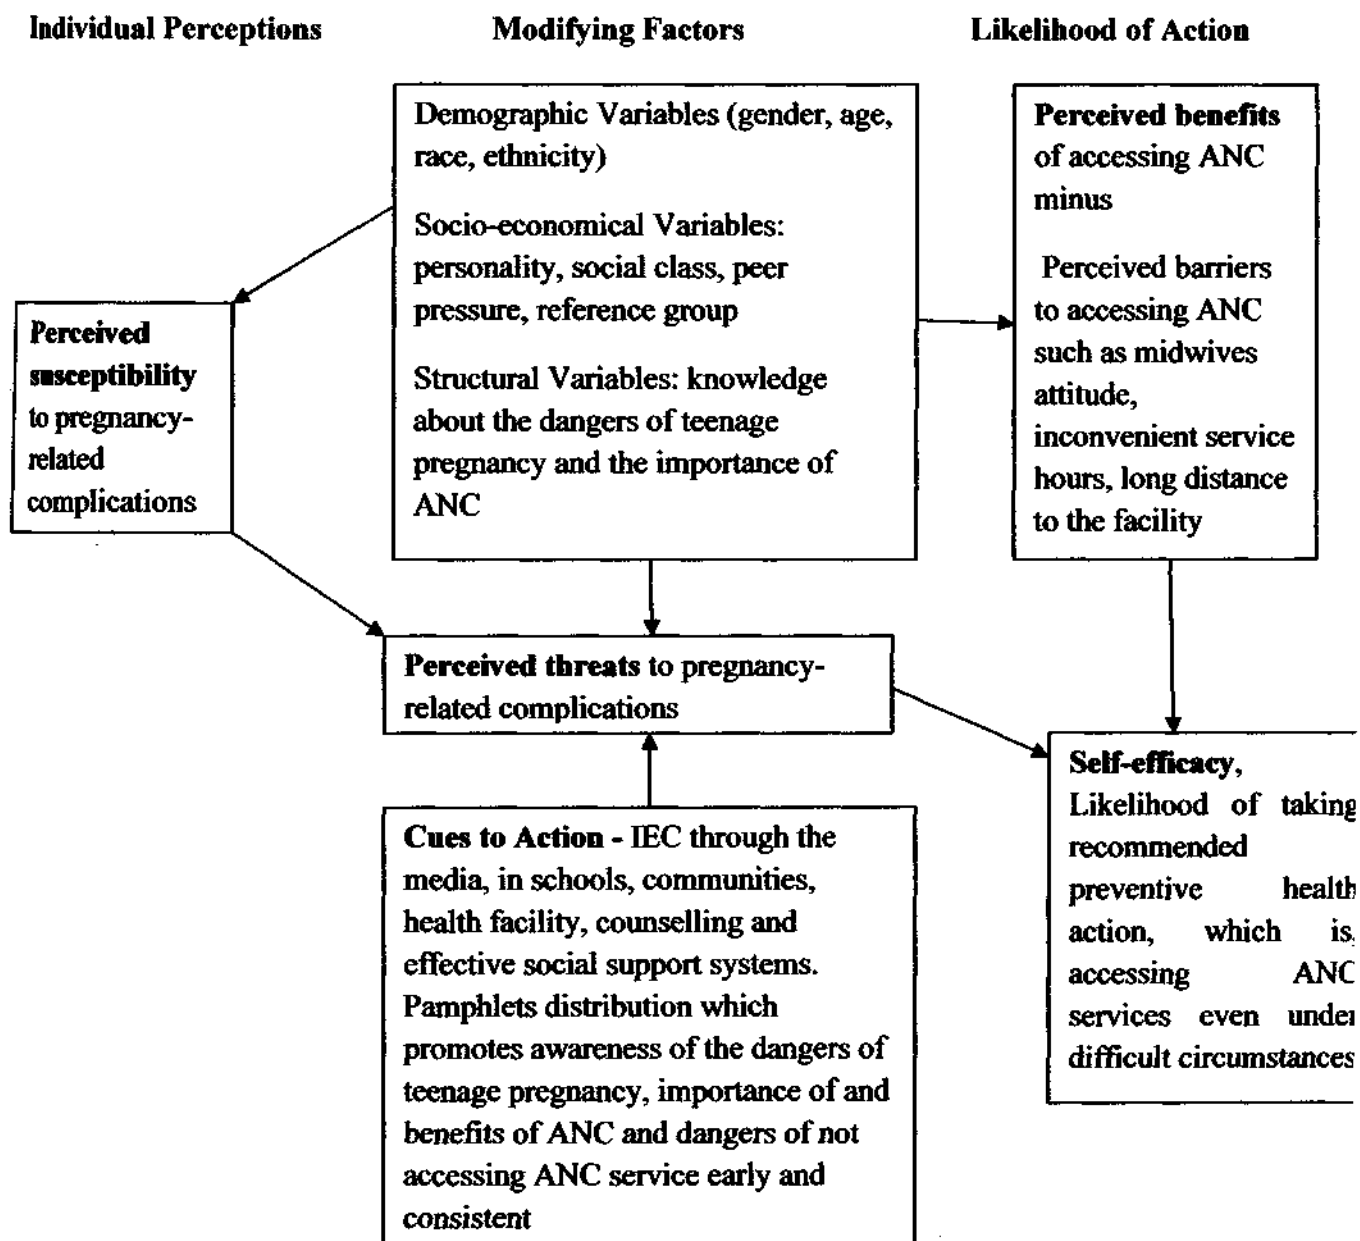 Individual Perceptions
Modifying Factors
Likelihood of Action
Demographic Variables (gender, age,
race, ethnicity)
Socio-economical Variables:
personality, social class, peer
pressure, reference group
Structural Variables: knowledge
about the dangers of teenage
pregnancy and the importance of
ANC
Perceived benefits
of accessing ANC
minus
Perceived barriers
to accessing ANC
such as midwives
attitude,
inconvenient service
hours, long distance
to the facility
Perceived
susceptibility
to pregnancy-
related
complications
Perceived threats to pregnancy-
related complications
Self-efficacy,
Likelihood of taking
recommended
preventive health
action, which is,
accessing ANC
services even under
difficult circumstances
Cues to Action - IEC through the
media, in schools, communities,
health facility, counselling and
effective social support systems.
Pamphlets distribution which
promotes awareness of the dangers of
teenage pregnancy, importance of and
benefits of ANC and dangers of not
accessing ANC service early and
consistent